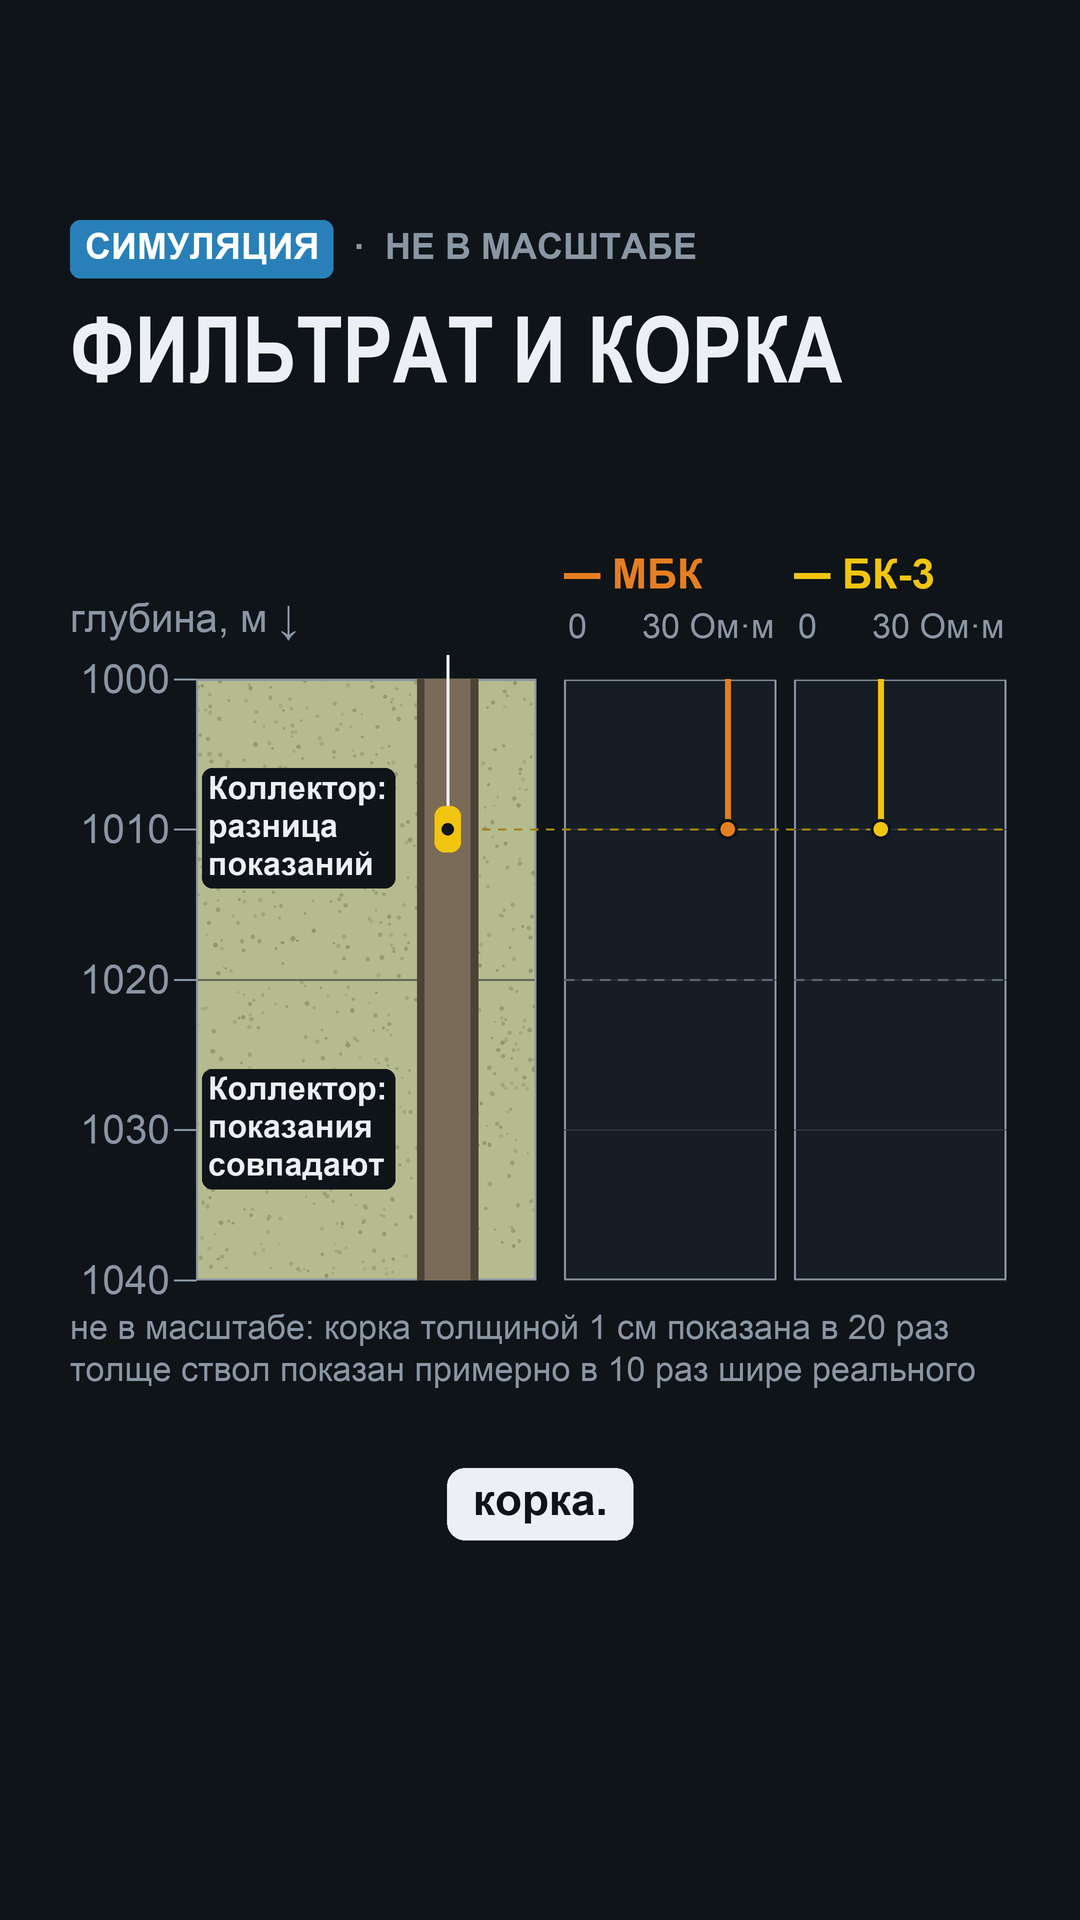 СИМУЛЯЦИЯ · НЕ В МАСШТАБЕ
ФИЛЬТРАТ И КОРКА
МБК
БК-3
глубина, м ↓
0 30 Ом·м
0 30 Ом·м
1000
Коллектор:
разница
показаний
1010
1020
Коллектор:
показания
совпадают
1030
1040
не в масштабе: корка толщиной 1 см показана в 20 раз
толще ствол показан примерно в 10 раз шире реального
корка.